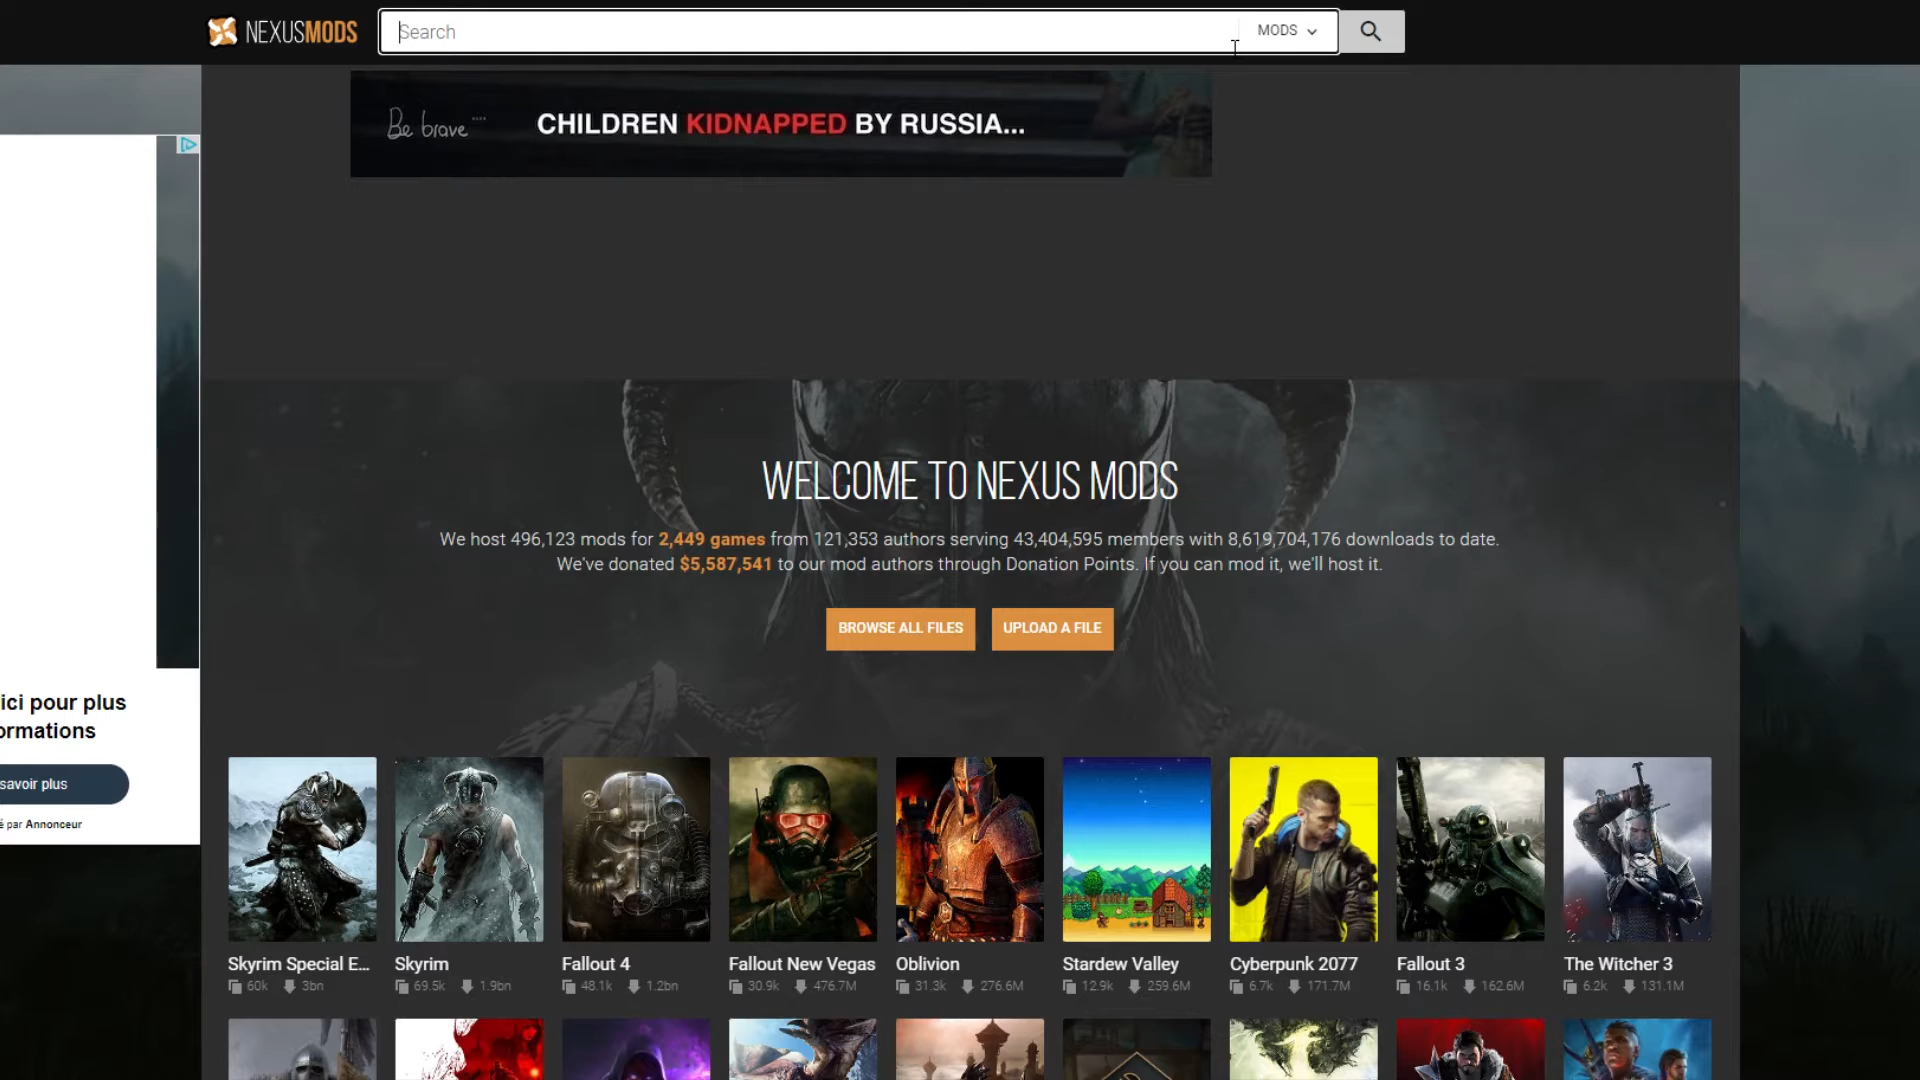 NEXUSMODS
Search
MODS
Be brave
CHILDREN KIDNAPPED BY RUSSIA...
WELCOME TO NEXUS MODS
We host 496,123 mods for 2,449 games from 121,353 authors serving 43,404,595 members with 8,619,704,176 downloads to date.
We've donated $5,587,541 to our mod authors through Donation Points. If you can mod it, we'll host it.
BROWSE ALL FILES UPLOAD A FILE
ici pour plus
ormations
savoir plus
é par Annonceur
Skyrim Special E... Skyrim Fallout 4 Fallout New Vegas Oblivion Stardew Valley Cyberpunk 2077 Fallout 3 The Witcher 3
60k 3bn 69.5k 1.9bn 48.1k 1.2bn 30.9k 476.7M 31.3k 276.6M 12.9k 259.6M 6.7k 171.7M 16.1k 162.6M 6.2k 131.1M